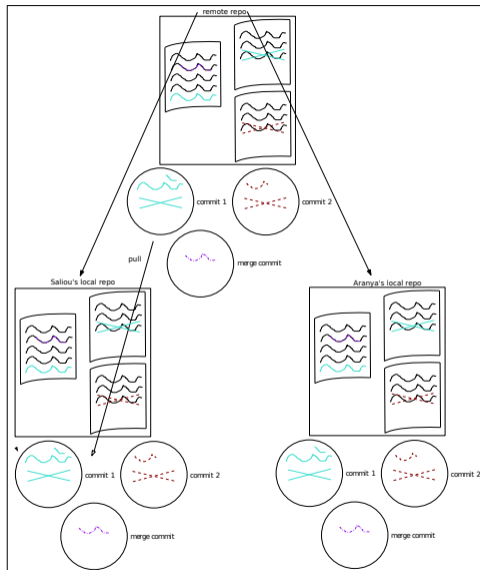 remote repo
commit 1
commit 2
merge commit
pull
Saliou's local repo
Aranya's local repo
commit 1
commit 2
merge commit
commit 1
commit 2
merge commit